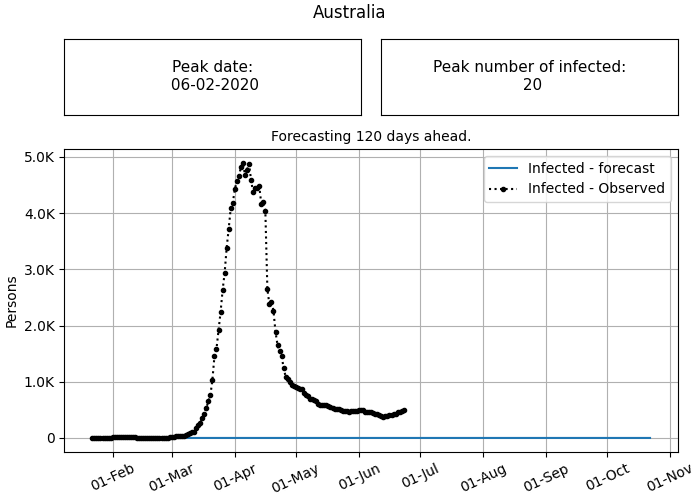 Australia
Peak date:
06-02-2020
Peak number of infected:
20
Forecasting 120 days ahead.
Infected - forecast
Infected - Observed
5.0K
4.0K
3.0K
2.0K
1.0K
0
Persons
01-Feb
01-Mar
01-Apr
01-May
01-Jun
01-Jul
01-Aug
01-Sep
01-Oct
01-Nov